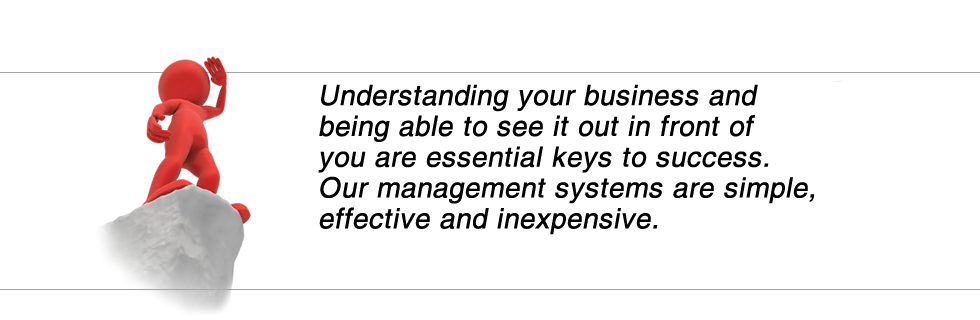 Understanding your business and
being able to see it out in front of
you are essential keys to success.
Our management systems are simple,
effective and inexpensive.